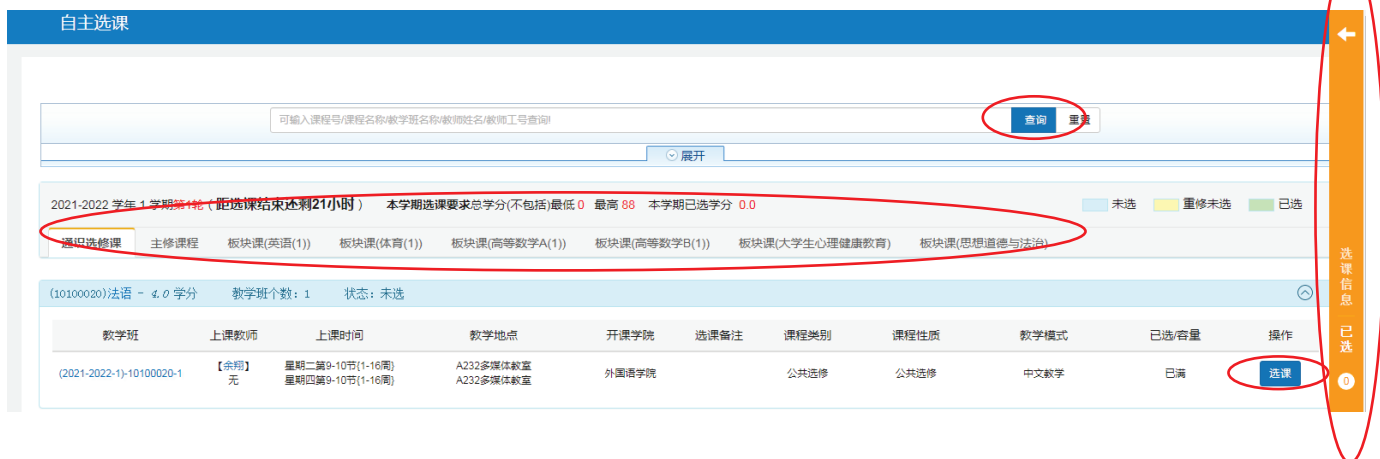 自主选课
可输入课程号/课程名称/教学班名称/教师姓名/教师工号查询! 查询 重置
展开
2021-2022 学年 1 学期第1轮 ( 距选课结束还剩21小时 ) 本学期选课要求总学分(不包括)最低 0 最高 88 本学期已选学分 0.0 未选 重修未选 已选
通识选修课 主修课程 板块课(英语(1)) 板块课(体育(1)) 板块课(高等数学A(1)) 板块课(高等数学B(1)) 板块课(大学生心理健康教育) 板块课(思想道德与法治)
(10100020)法语 - 4.0 学分 教学班个数: 1 状态: 未选
教学班 上课教师 上课时间 教学地点 开课学院 选课备注 课程类别 课程性质 教学模式 已选/容量 操作
(2021-2022-1)-10100020-1 【余翔】 星期二第9-10节{1-16周} A232多媒体教室 外国语学院 公共选修 公共选修 中文教学 已满 选课
无 星期四第9-10节{1-16周} A232多媒体教室
选课信息 已选 0